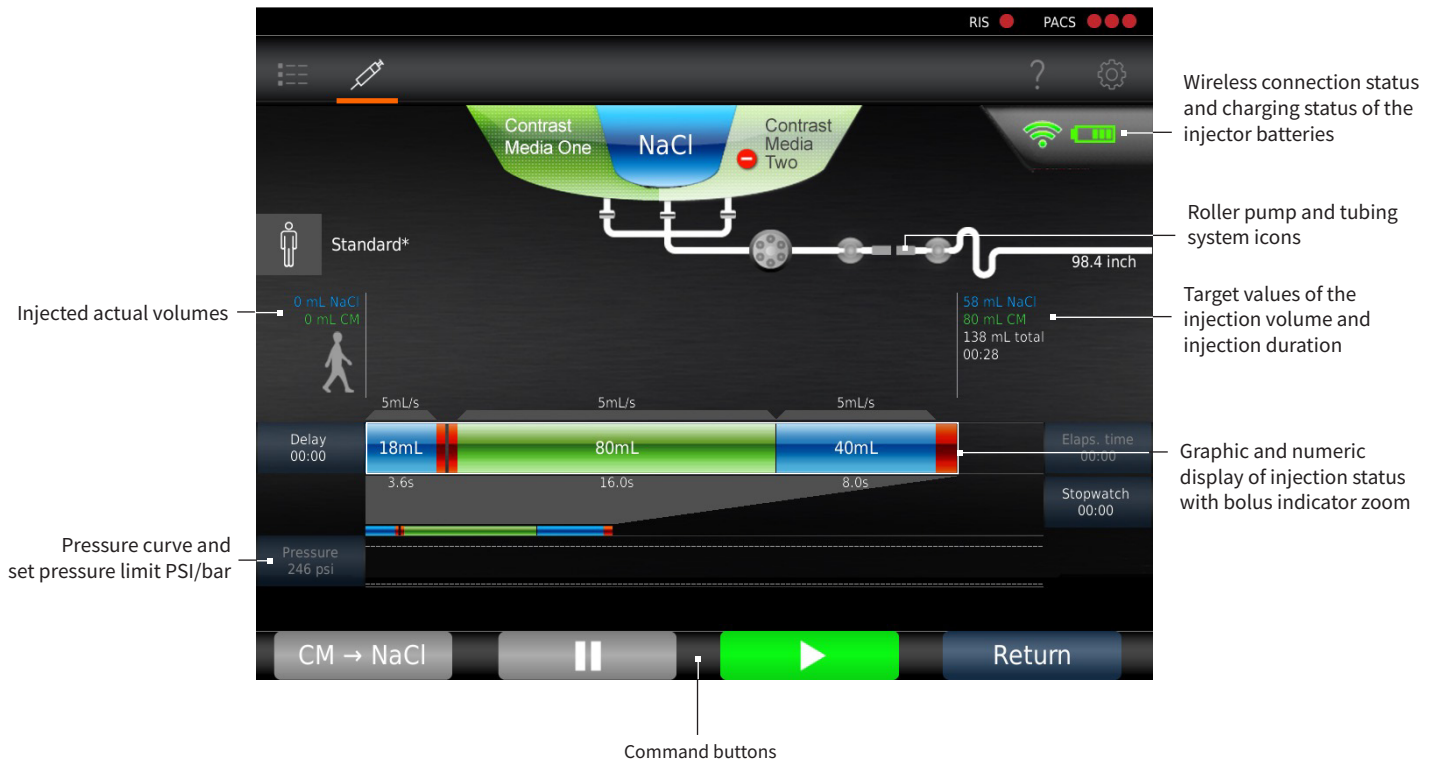 RIS PACS
?
Contrast
Media One
NaCl
Contrast
Media
Two
Wireless connection status
and charging status of the
injector batteries
Standard*
98.4 inch
Roller pump and tubing
system icons
Injected actual volumes
0 mL NaCl
0 mL CM
58 mL NaCl
80 mL CM
138 mL total
00:28
Target values of the
injection volume and
injection duration
5mL/s 5mL/s 5mL/s
Delay
00:00
18mL 80mL 40mL
Elaps. time
00:00
3.6s 16.0s 8.0s
Stopwatch
00:00
Graphic and numeric
display of injection status
with bolus indicator zoom
Pressure curve and
set pressure limit PSI/bar
Pressure
246 psi
CM → NaCl
Return
Command buttons